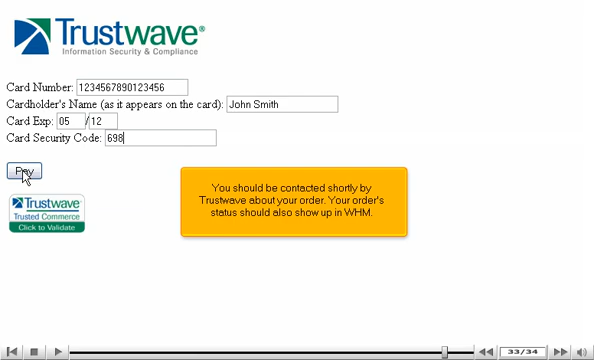 Trustwave®
Information Security & Compliance
Card Number: 1234567890123456
Cardholder's Name (as it appears on the card): John Smith
Card Exp: 05 / 12
Card Security Code: 698
Pay
You should be contacted shortly by
Trustwave about your order. Your order's
status should also show up in WHM.
Trustwave®
Trusted Commerce
Click to Validate
33/34